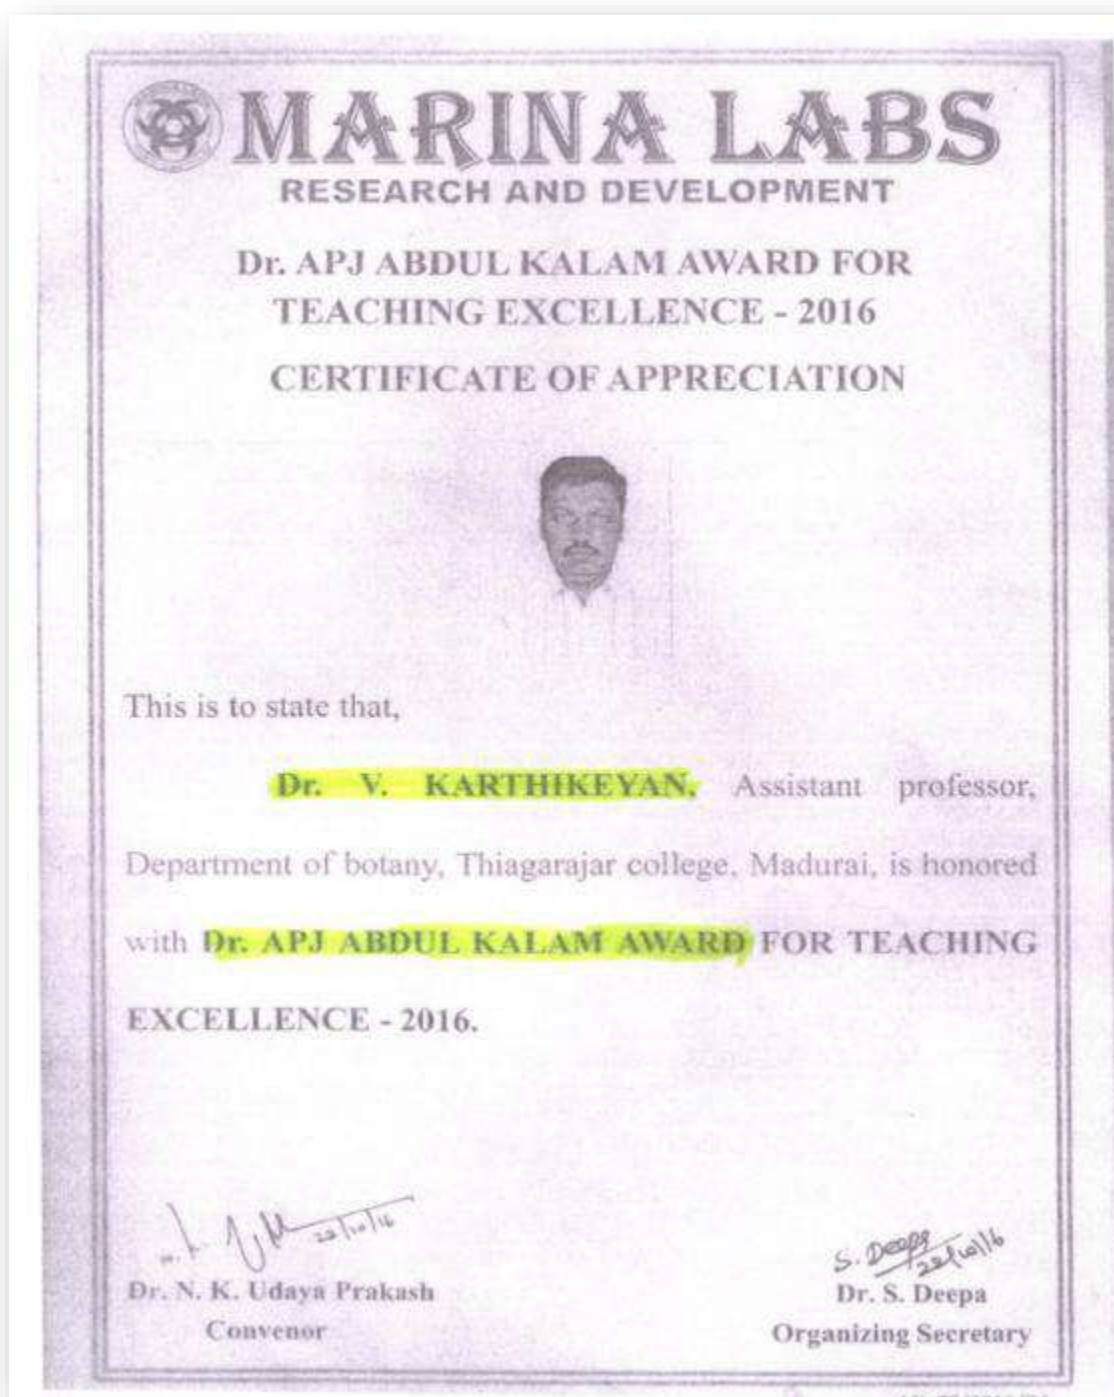 MARINA LABS
RESEARCH AND DEVELOPMENT
Dr. APJ ABDUL KALAM AWARD FOR
TEACHING EXCELLENCE - 2016
CERTIFICATE OF APPRECIATION
This is to state that,
Dr. V. KARTHIKEYAN, Assistant professor,
Department of botany, Thiagarajar college, Madurai, is honored
with Dr. APJ ABDUL KALAM AWARD FOR TEACHING
EXCELLENCE - 2016.
22/10/16
S. Deepa
22/10/16
Dr. N. K. Udaya Prakash
Dr. S. Deepa
Convenor
Organizing Secretary